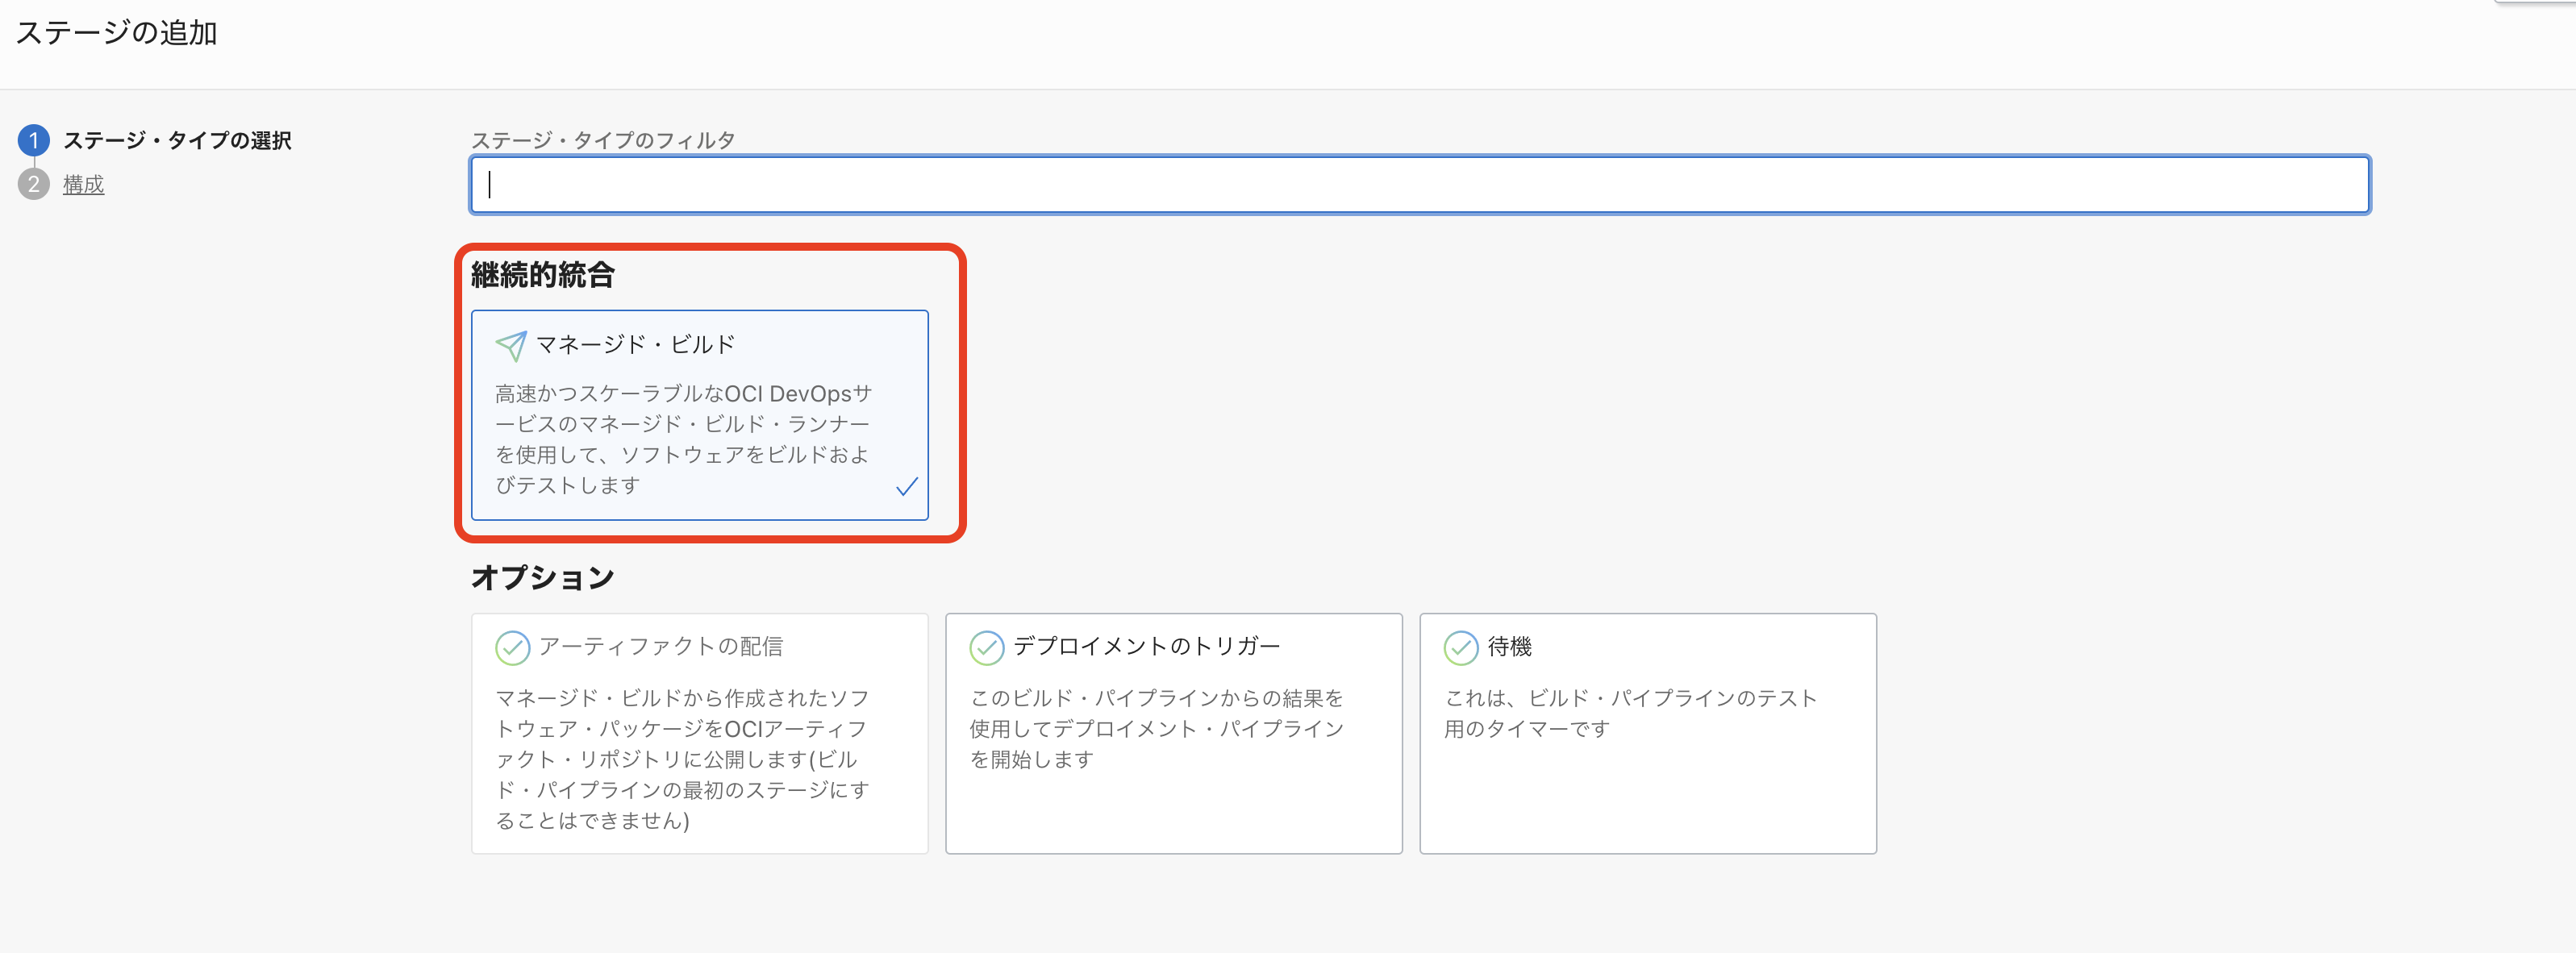 ステージの追加
1 ステージ・タイプの選択
2 構成
ステージ・タイプのフィルタ
継続的統合
マネージド・ビルド
高速かつスケーラブルなOCI DevOpsサ
ービスのマネージド・ビルド・ランナー
を使用して、ソフトウェアをビルドおよ
びテストします
オプション
アーティファクトの配信
マネージド・ビルドから作成されたソフ
トウェア・パッケージをOCIアーティフ
ァクト・リポジトリに公開します(ビル
ド・パイプラインの最初のステージにす
ることはできません)
デプロイメントのトリガー
このビルド・パイプラインからの結果を
使用してデプロイメント・パイプライン
を開始します
待機
これは、ビルド・パイプラインのテスト
用のタイマーです